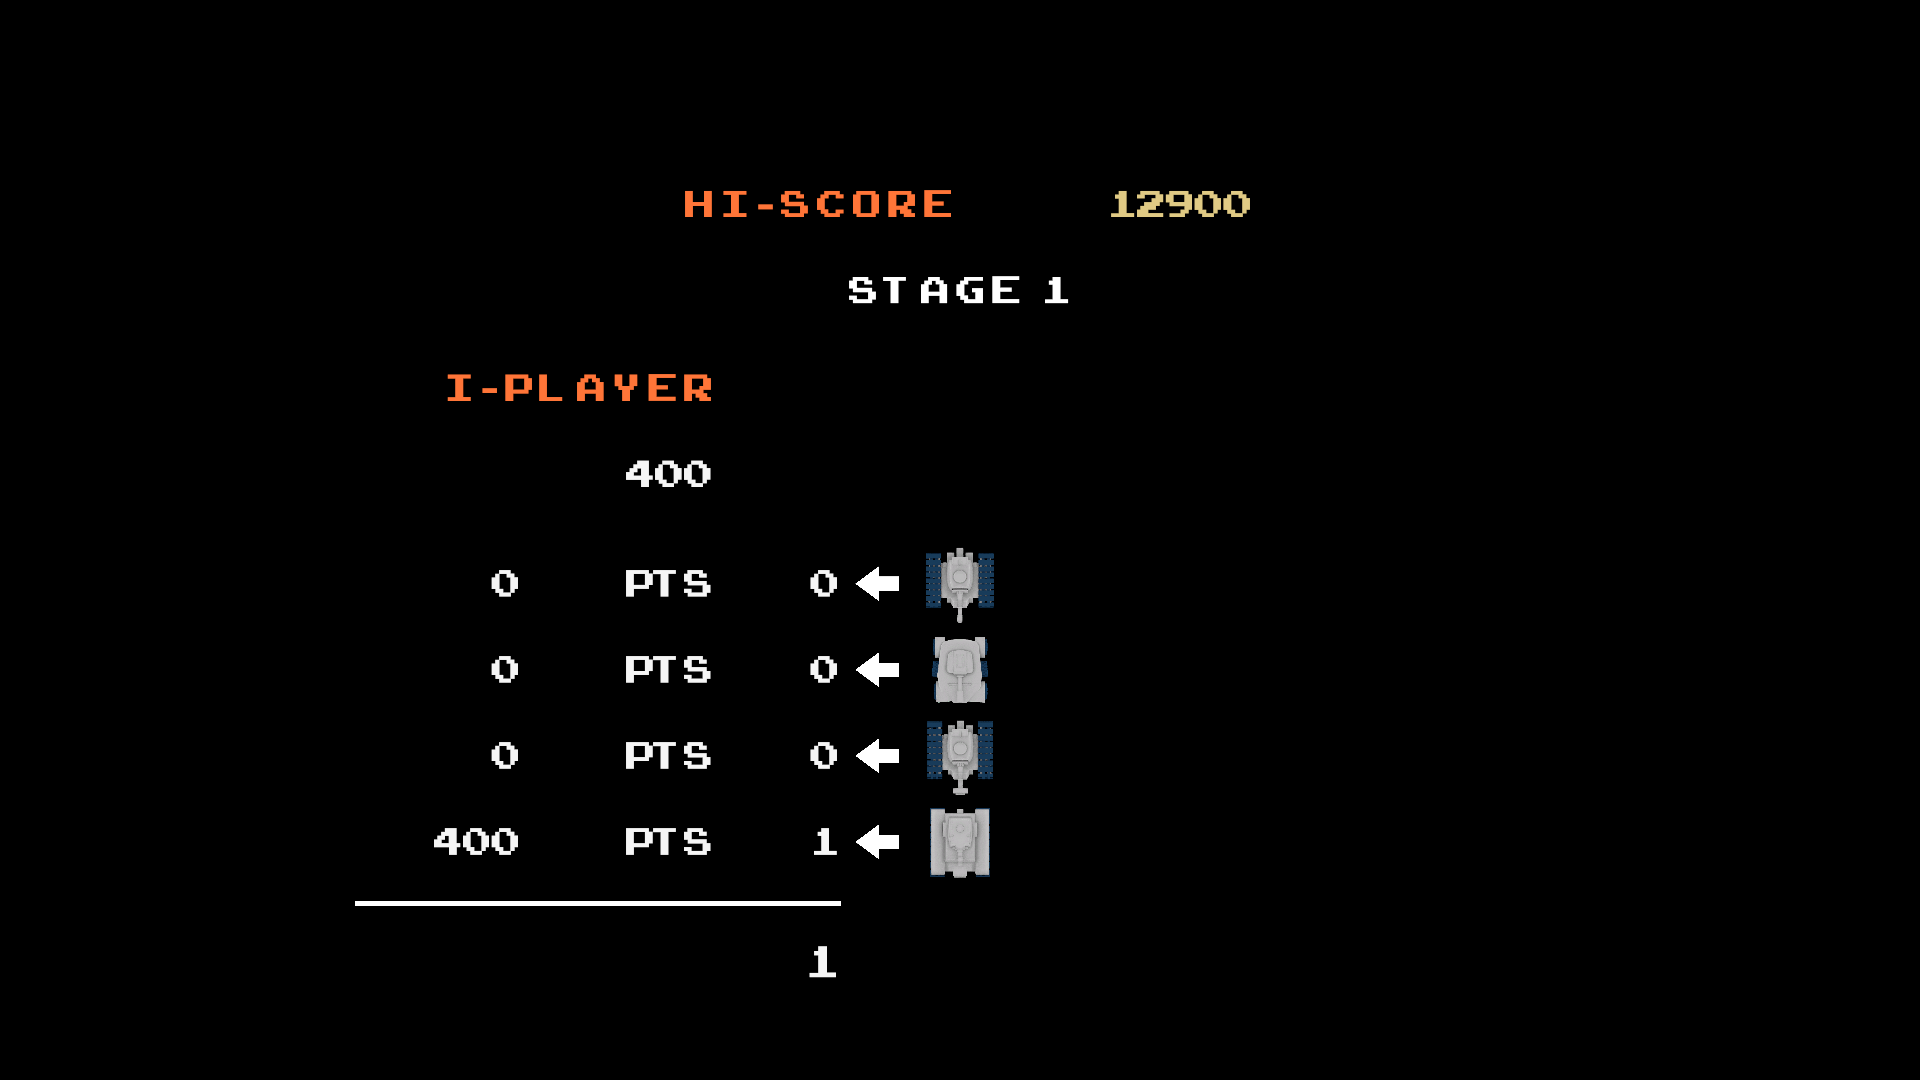 HI-SCORE 12900
STAGE 1
I-PLAYER
400
0 PTS 0
0 PTS 0
0 PTS 0
400 PTS 1
1